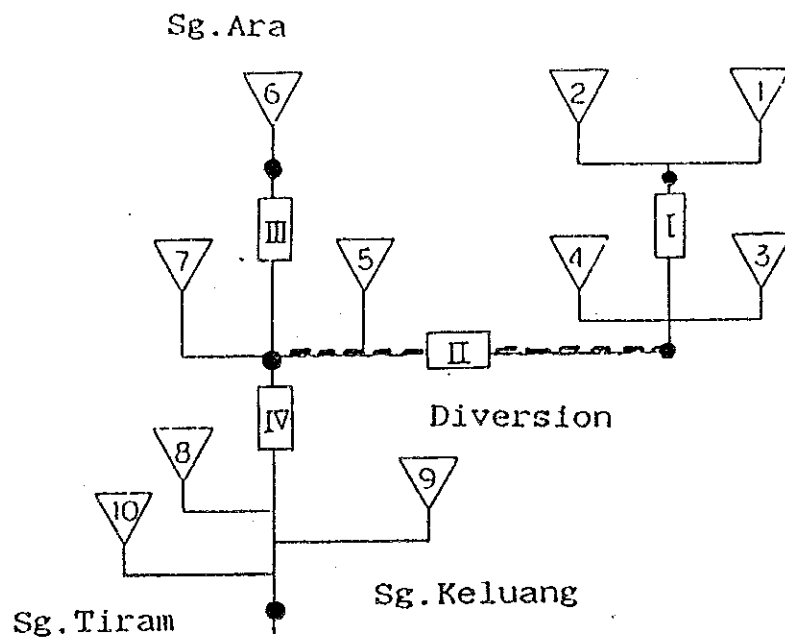 Sg.Ara
6
2
1
III
I
7
5
4
3
II
IV
Diversion
8
9
10
Sg.Keluang
Sg.Tiram